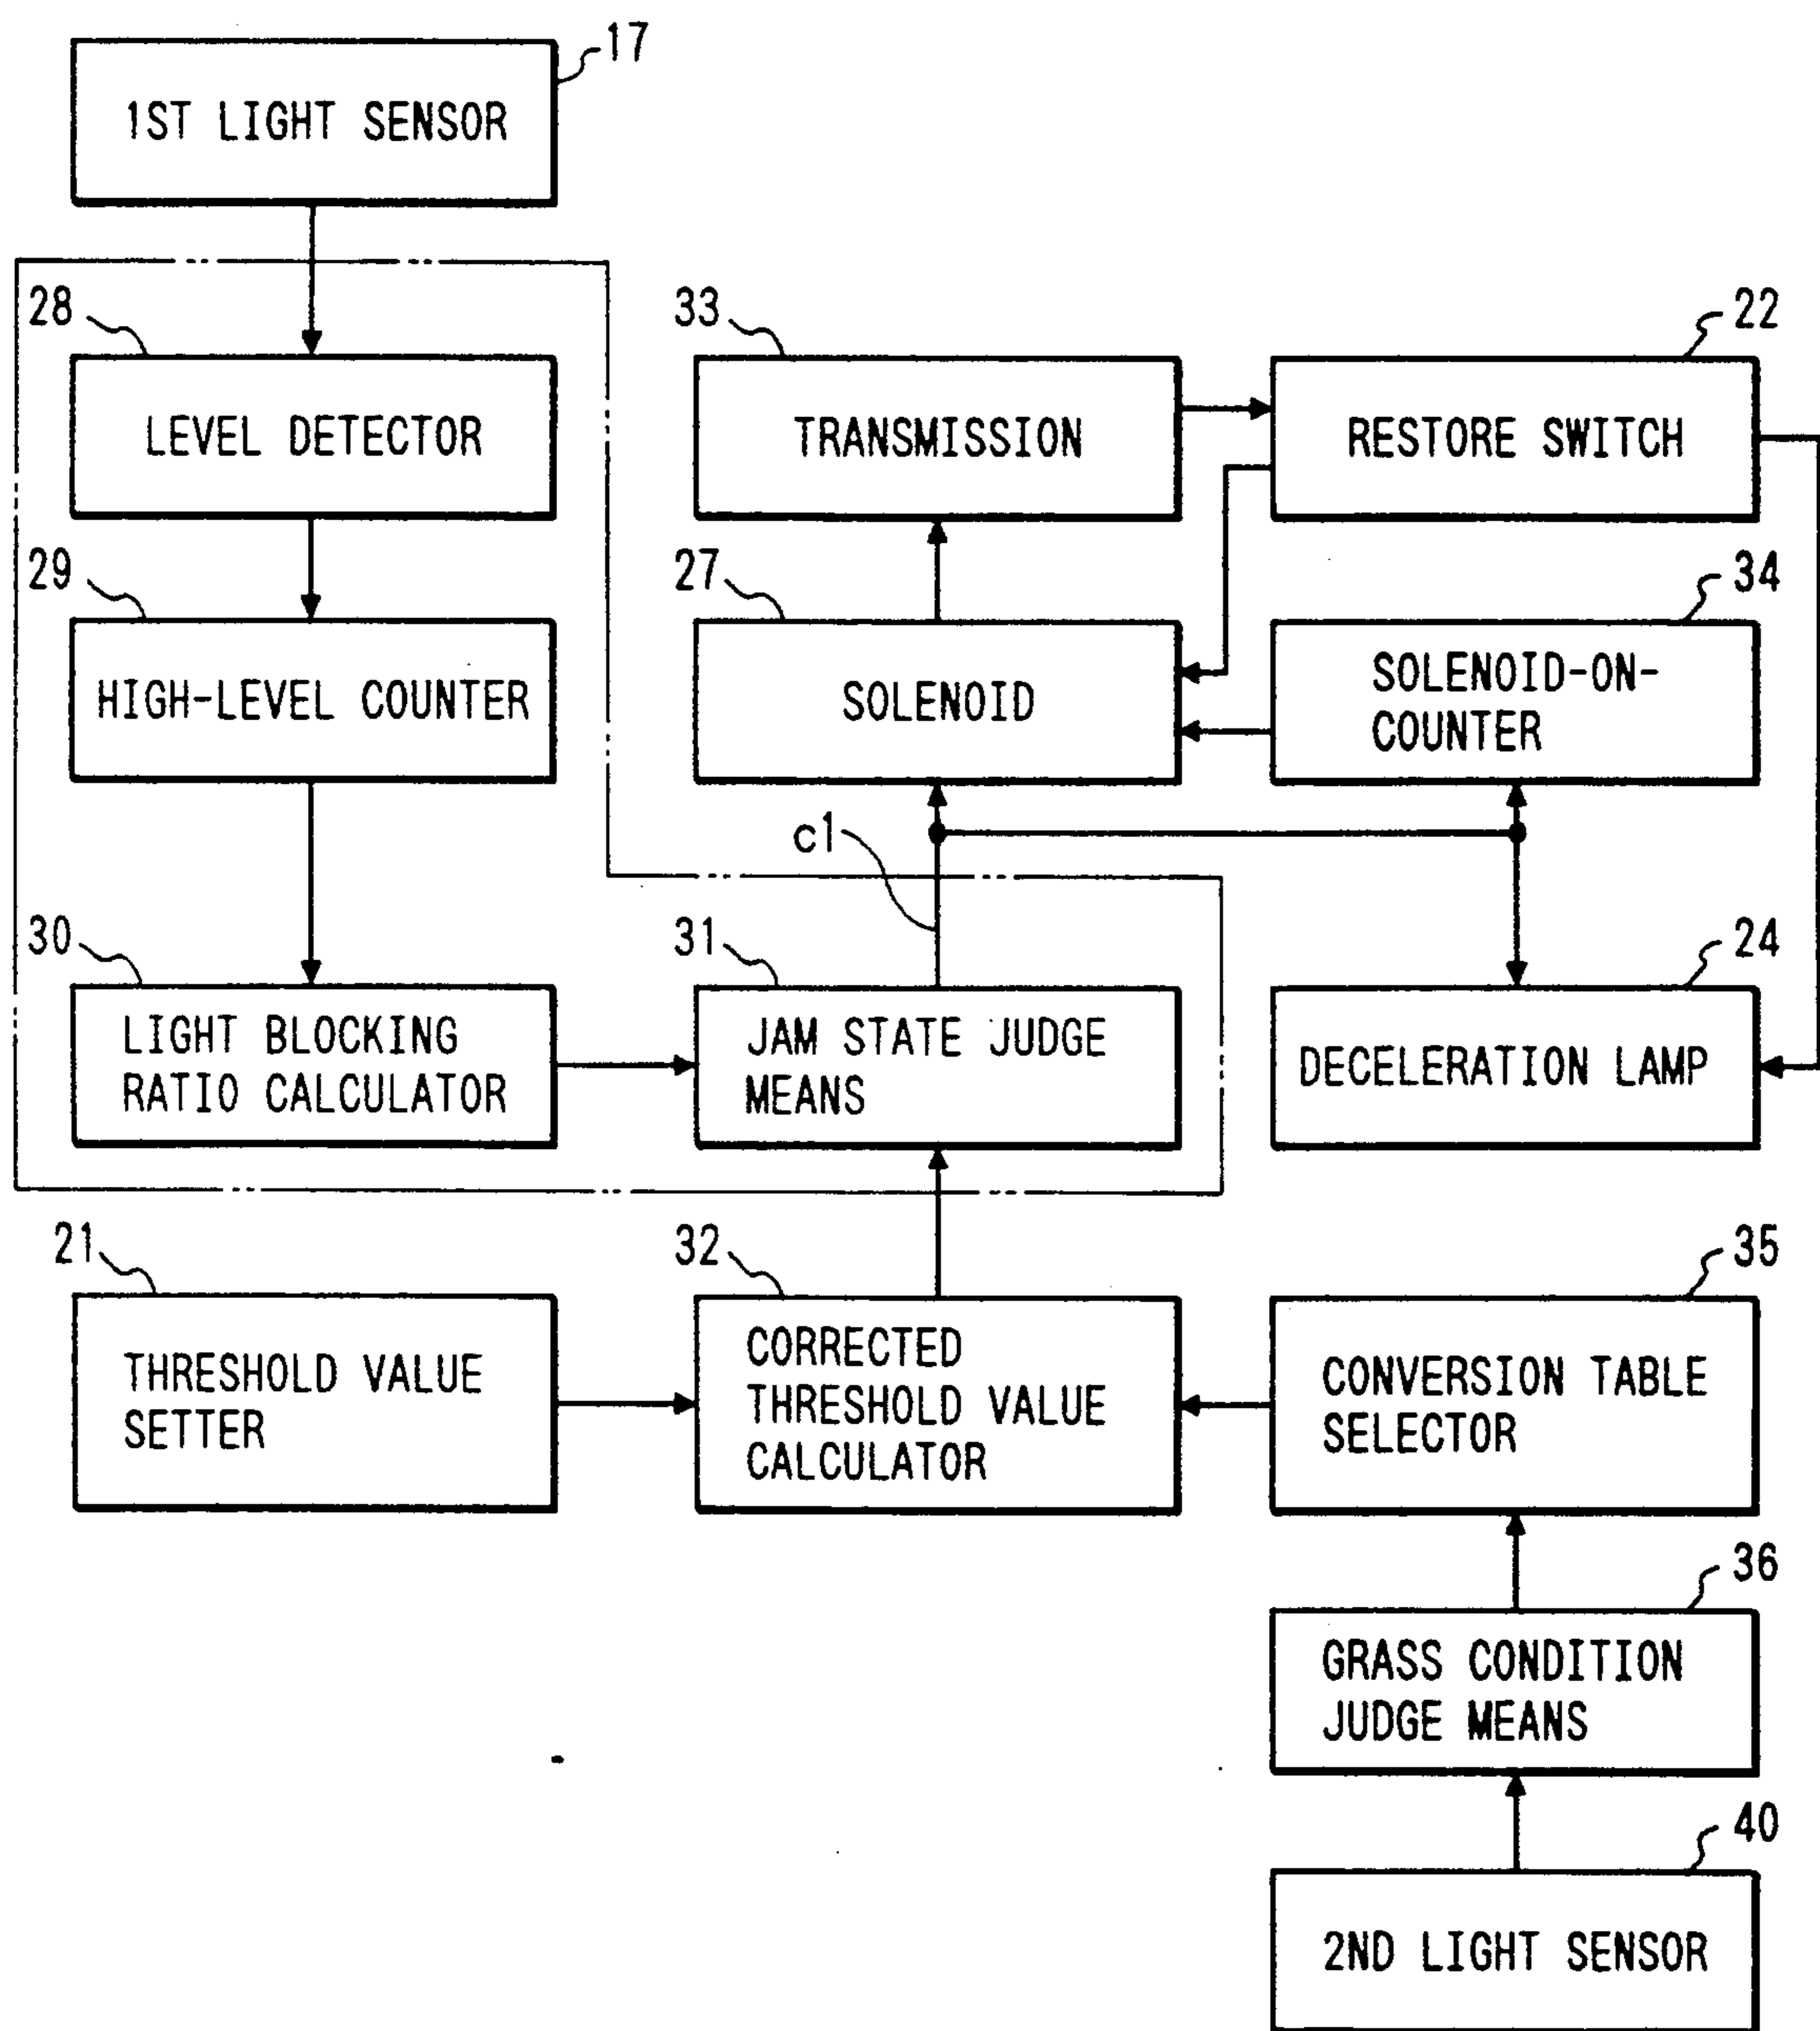 17
1ST LIGHT SENSOR
28
LEVEL DETECTOR
33
TRANSMISSION
22
RESTORE SWITCH
29
HIGH-LEVEL COUNTER
27
SOLENOID
34
SOLENOID-ON-
COUNTER
c1
30
LIGHT BLOCKING
RATIO CALCULATOR
31
JAM STATE JUDGE
MEANS
24
DECELERATION LAMP
21
THRESHOLD VALUE
SETTER
32
CORRECTED
THRESHOLD VALUE
CALCULATOR
35
CONVERSION TABLE
SELECTOR
36
GRASS CONDITION
JUDGE MEANS
40
2ND LIGHT SENSOR